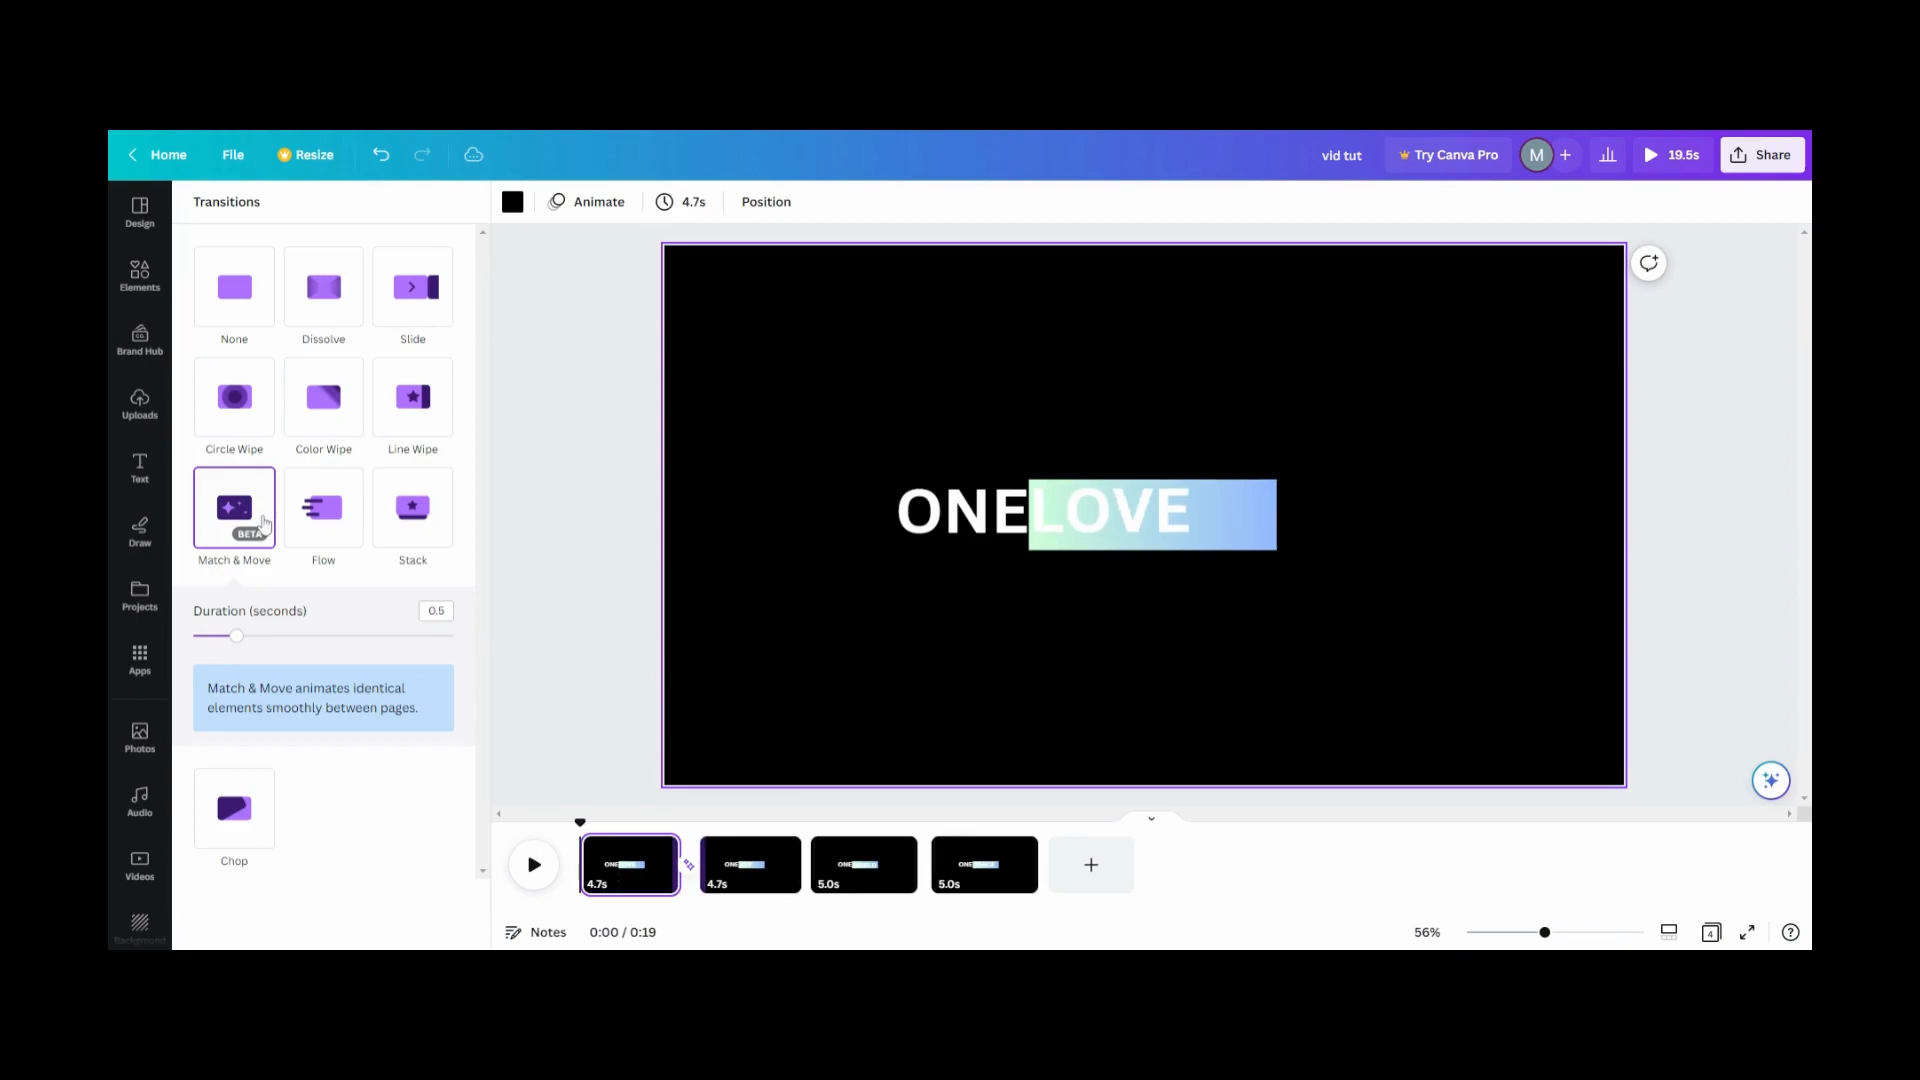 Home File Resize vid tut Try Canva Pro M + 19.5s Share
Design
Elements
Brand Hub
Uploads
Text
Draw
Projects
Apps
Photos
Audio
Videos
Background
Transitions
None Dissolve Slide
Circle Wipe Color Wipe Line Wipe
BETA
Match & Move Flow Stack
Duration (seconds) 0.5
Match & Move animates identical
elements smoothly between pages.
Chop
Animate 4.7s Position
ONELOVE
4.7s 4.7s 5.0s 5.0s
Notes 0:00 / 0:19 56% 4 ?